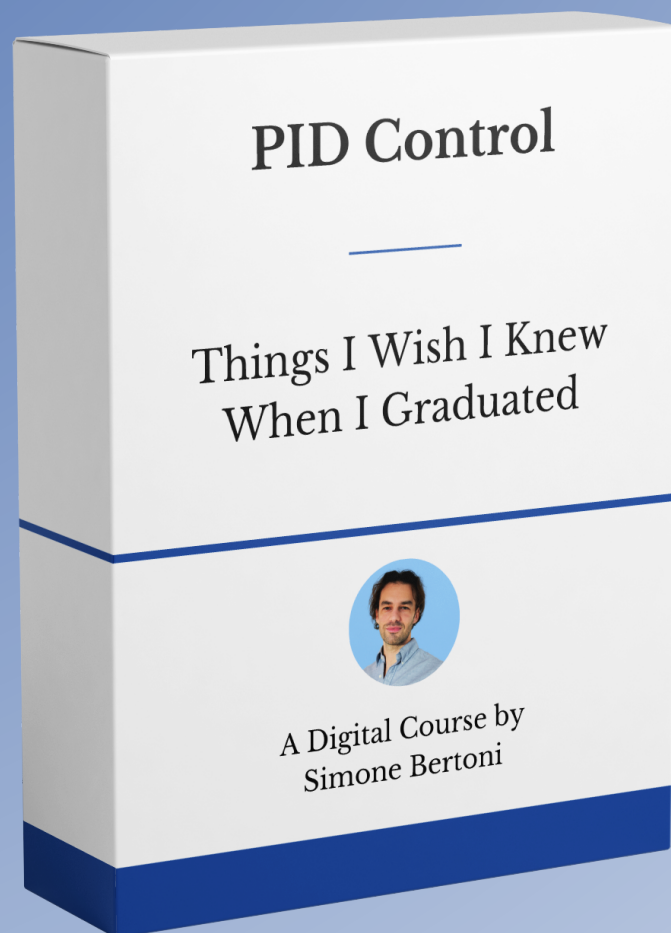 PID Control
Things I Wish I Knew
When I Graduated
A Digital Course by
Simone Bertoni